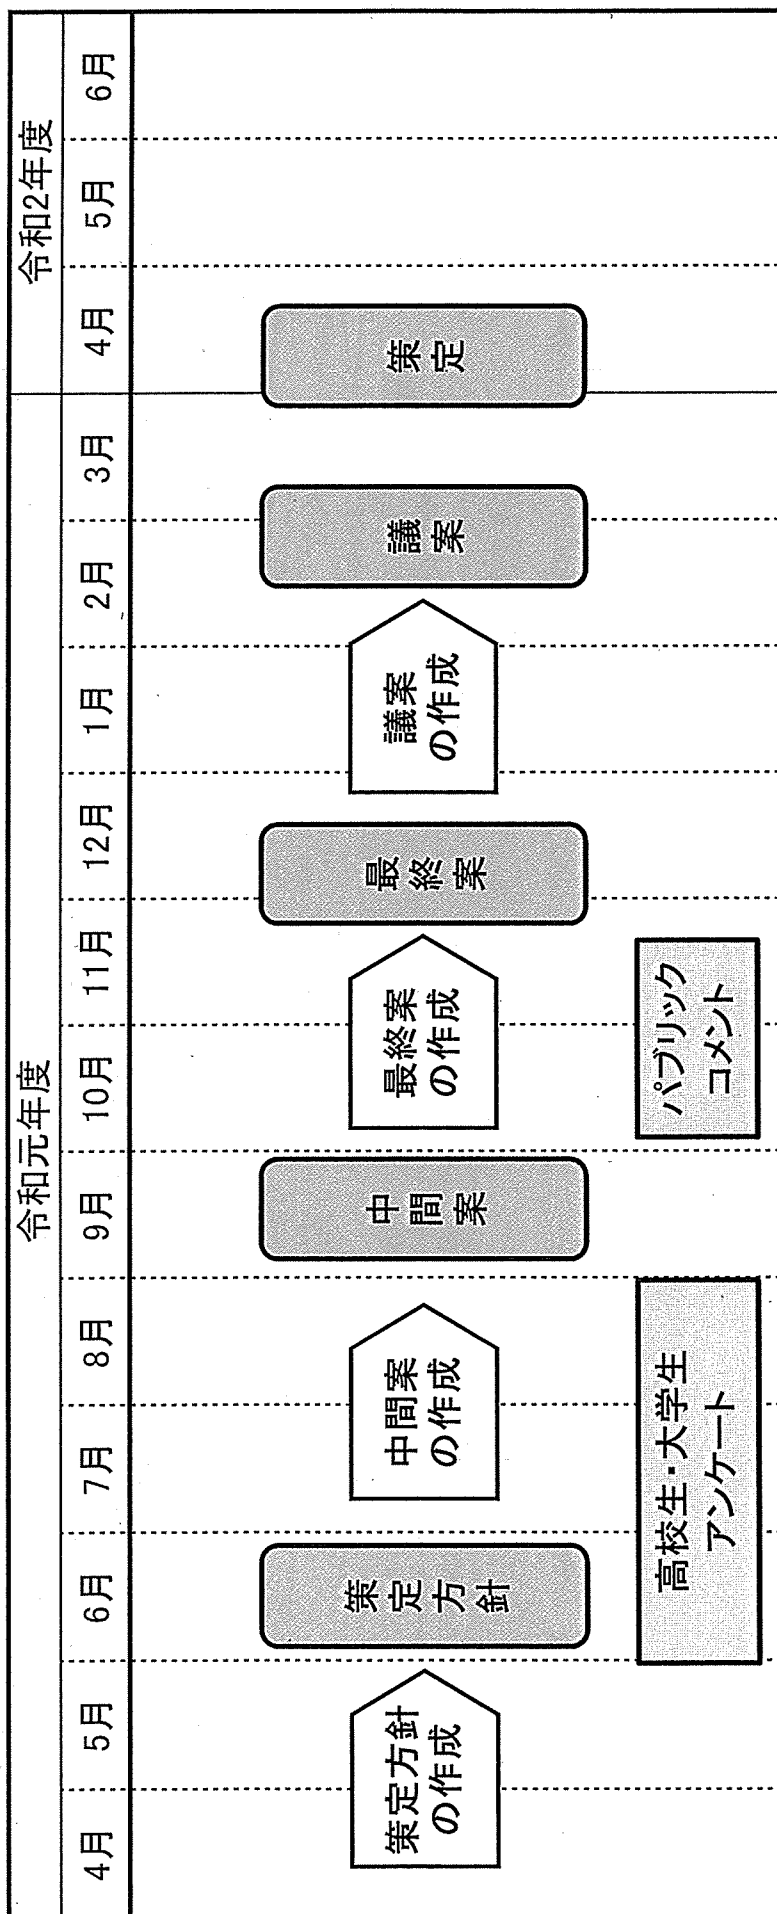 令和元年度
令和2年度
4月
5月
6月
7月
8月
9月
10月
11月
12月
1月
2月
3月
4月
5月
6月
策定方針
の作成
策定方針
中間案
の作成
中間案
最終案
の作成
最終案
議案
の作成
議案
策定
高校生・大学生
アンケート
パブリック
コメント